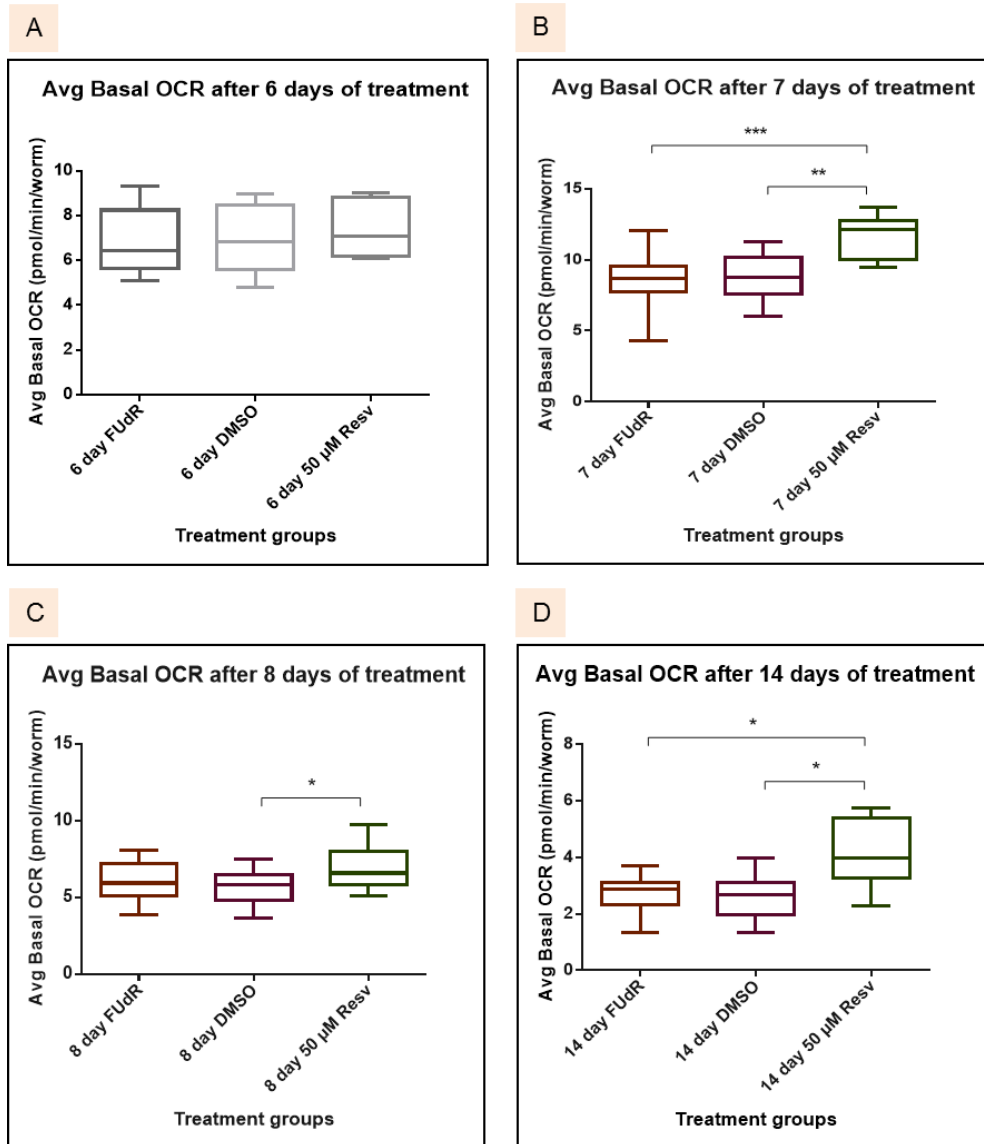 A
Avg Basal OCR after 6 days of treatment
Avg Basal OCR (pmol/min/worm)
10
8
6
4
2
0
6 day FUdR
6 day DMSO
6 day 50 µM Resv
Treatment groups
B
Avg Basal OCR after 7 days of treatment
***
**
Avg Basal OCR (pmol/min/worm)
15
10
5
0
7 day FUdR
7 day DMSO
7 day 50 µM Resv
Treatment groups
C
Avg Basal OCR after 8 days of treatment
*
Avg Basal OCR (pmol/min/worm)
15
10
5
0
8 day FUdR
8 day DMSO
8 day 50 µM Resv
Treatment groups
D
Avg Basal OCR after 14 days of treatment
*
*
Avg Basal OCR (pmol/min/worm)
8
6
4
2
0
14 day FUdR
14 day DMSO
14 day 50 µM Resv
Treatment groups